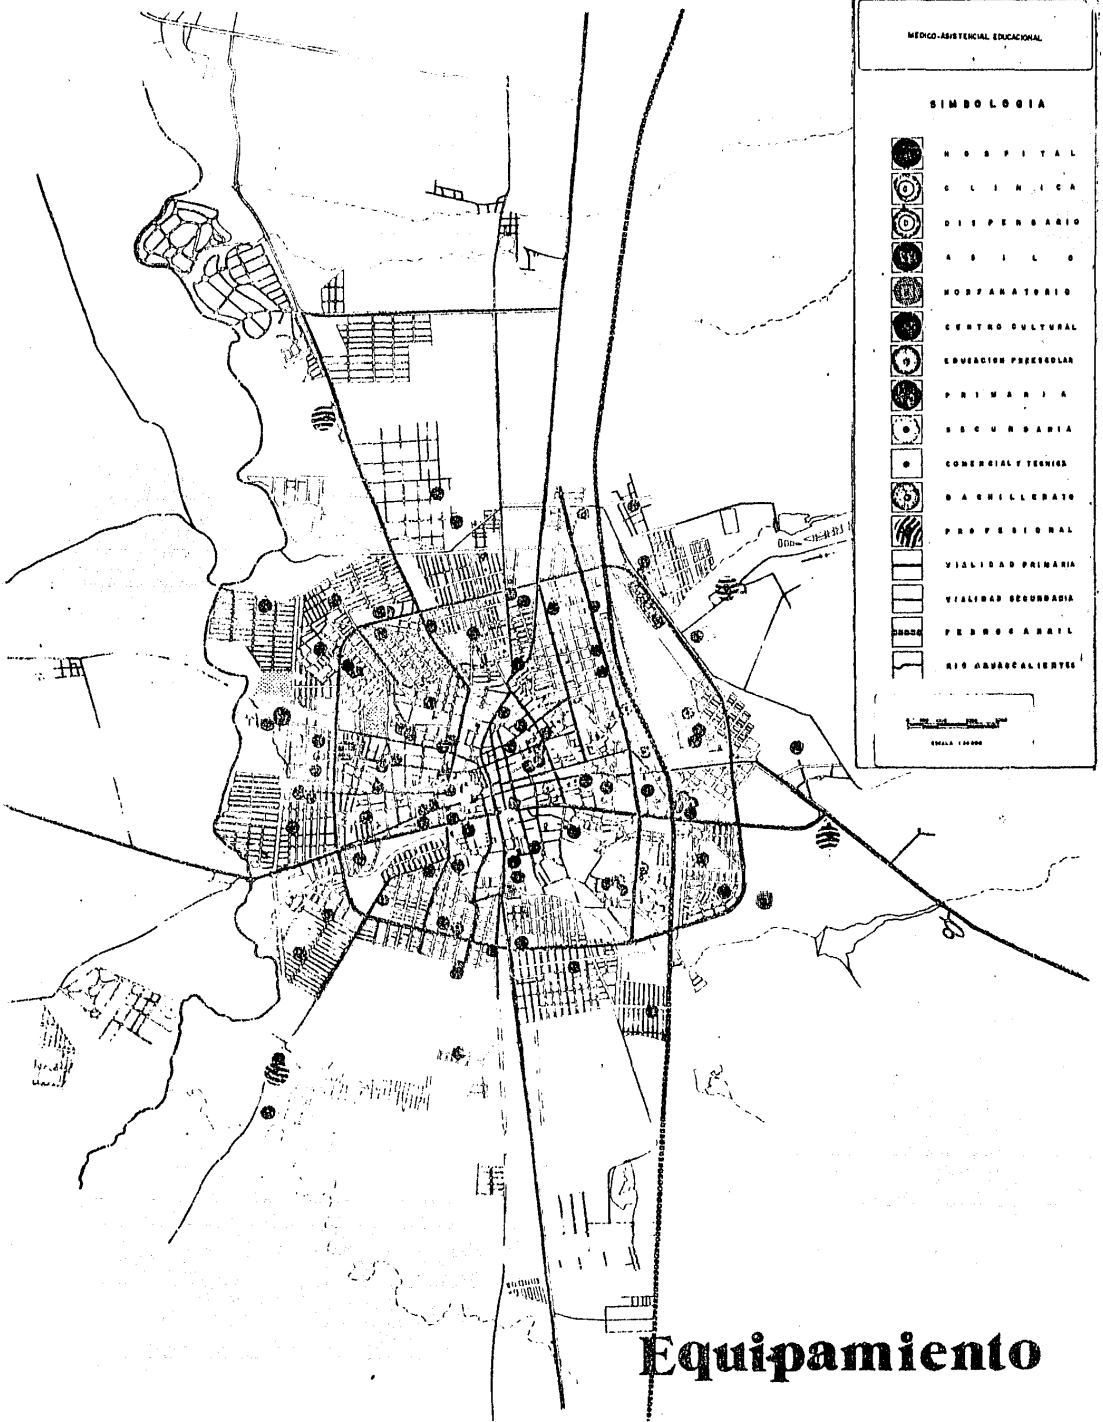 MEDICO-ASISTENCIAL EDUCACIONAL
SIMBOLOGIA
HOSPITAL
CLINICA
DISPENSARIO
ASILO
HORFANATORIO
CENTRO CULTURAL
EDUCACION PREESCOLAR
PRIMARIA
SECUNDARIA
COMERCIAL Y TECNICA
BACHILLERATO
PROFESIONAL
VIALIDAD PRIMARIA
VIALIDAD SECUNDARIA
FERROCARRIL
RIO AGUASCALIENTES
ESCALA
Equipamiento